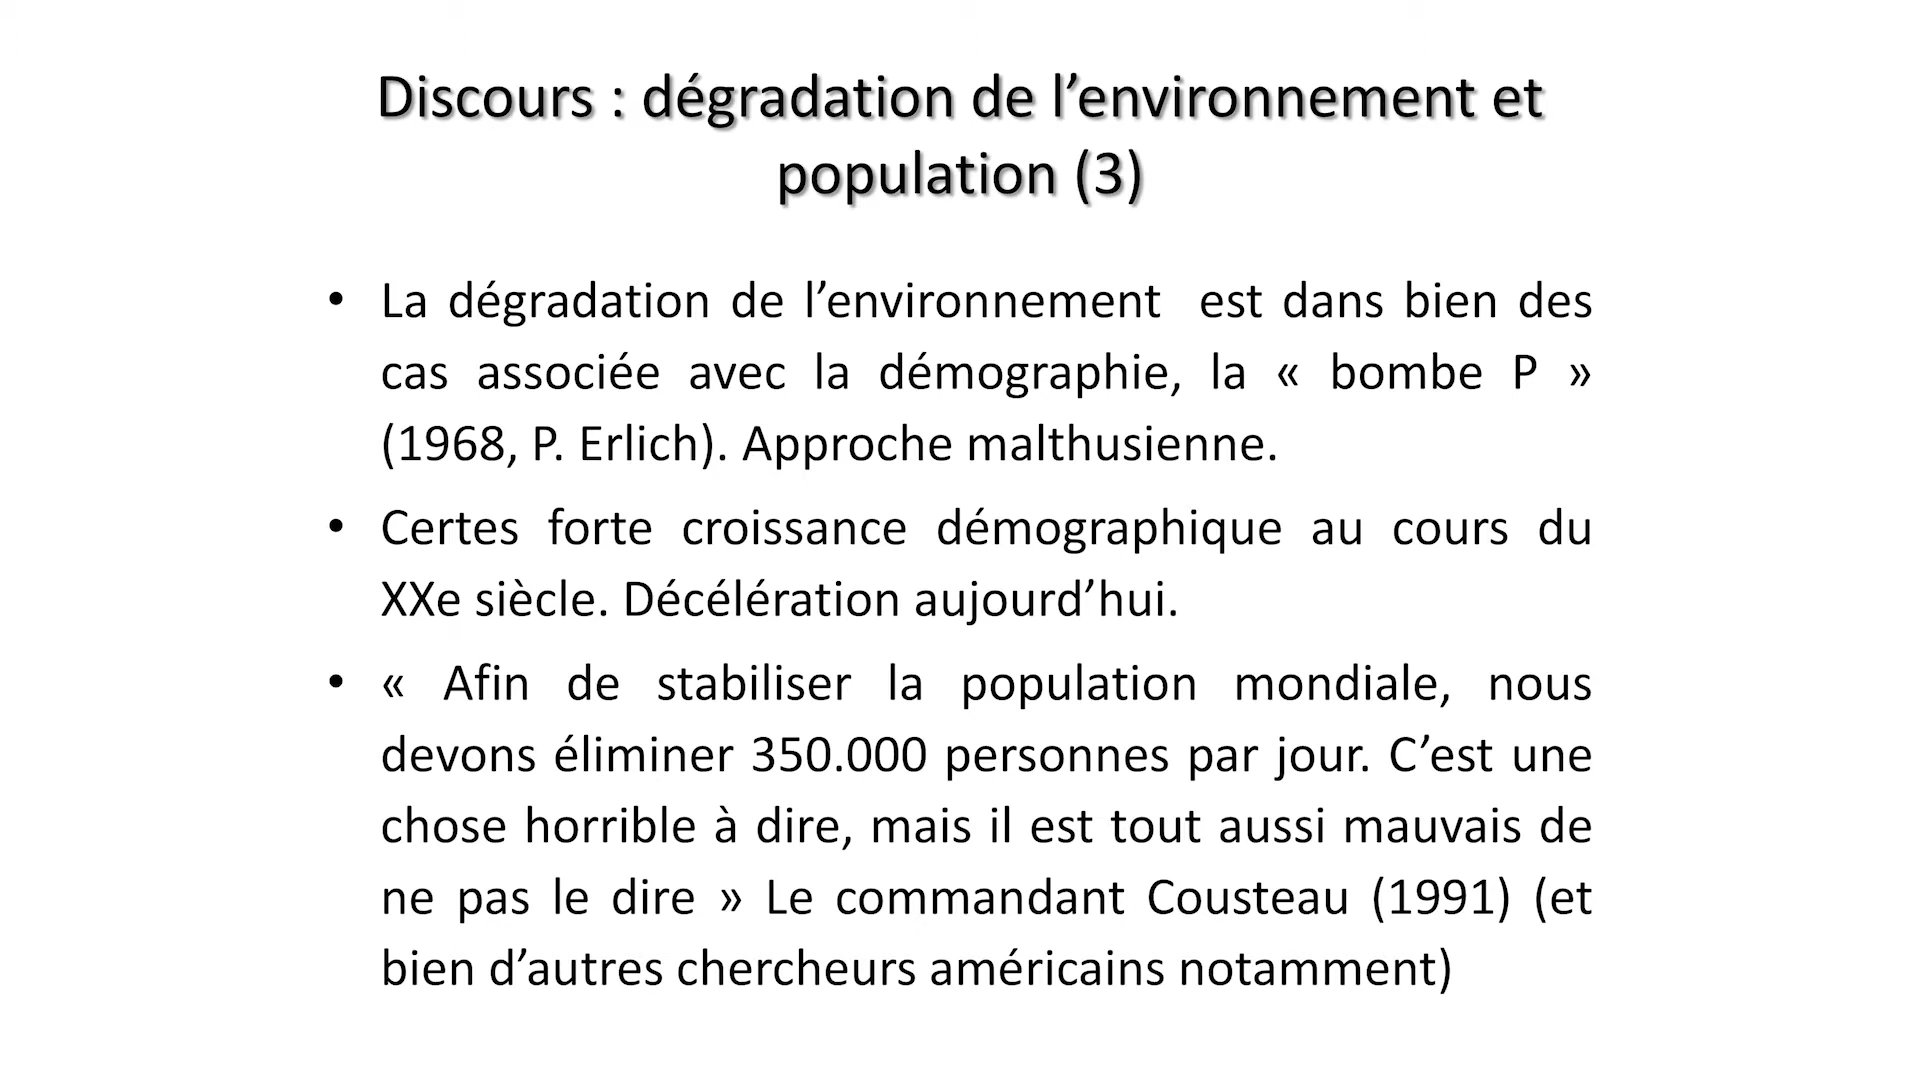 Discours : dégradation de l’environnement et
population (3)
• La dégradation de l’environnement est dans bien des
cas associée avec la démographie, la « bombe P »
(1968, P. Erlich). Approche malthusienne.
• Certes forte croissance démographique au cours du
XXe siècle. Décélération aujourd’hui.
• « Afin de stabiliser la population mondiale, nous
devons éliminer 350.000 personnes par jour. C’est une
chose horrible à dire, mais il est tout aussi mauvais de
ne pas le dire » Le commandant Cousteau (1991) (et
bien d’autres chercheurs américains notamment)